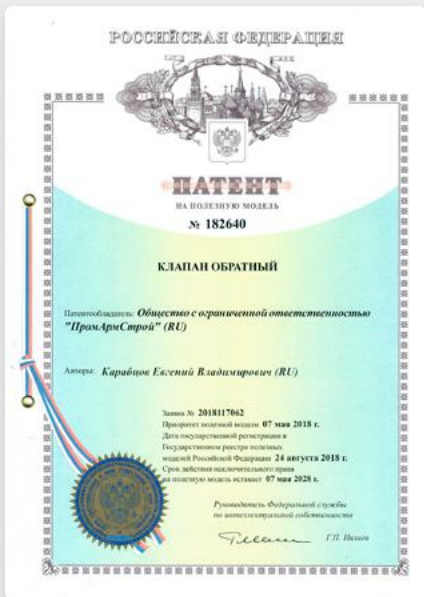 РОССИЙСКАЯ ФЕДЕРАЦИЯ
ПАТЕНТ
НА ПОЛЕЗНУЮ МОДЕЛЬ
№ 182640
КЛАПАН ОБРАТНЫЙ
Патентообладатель: Общество с ограниченной ответственностью
"ПромАрмСтрой" (RU)
Авторы: Карабцов Евгений Владимирович (RU)
Заявка № 2018117062
Приоритет полезной модели 07 мая 2018 г.
Дата государственной регистрации в
Государственном реестре полезных
моделей Российской Федерации 24 августа 2018 г.
Срок действия исключительного права
на полезную модель истекает 07 мая 2028 г.
Руководитель Федеральной службы
по интеллектуальной собственности
Г.П. Ивлиев